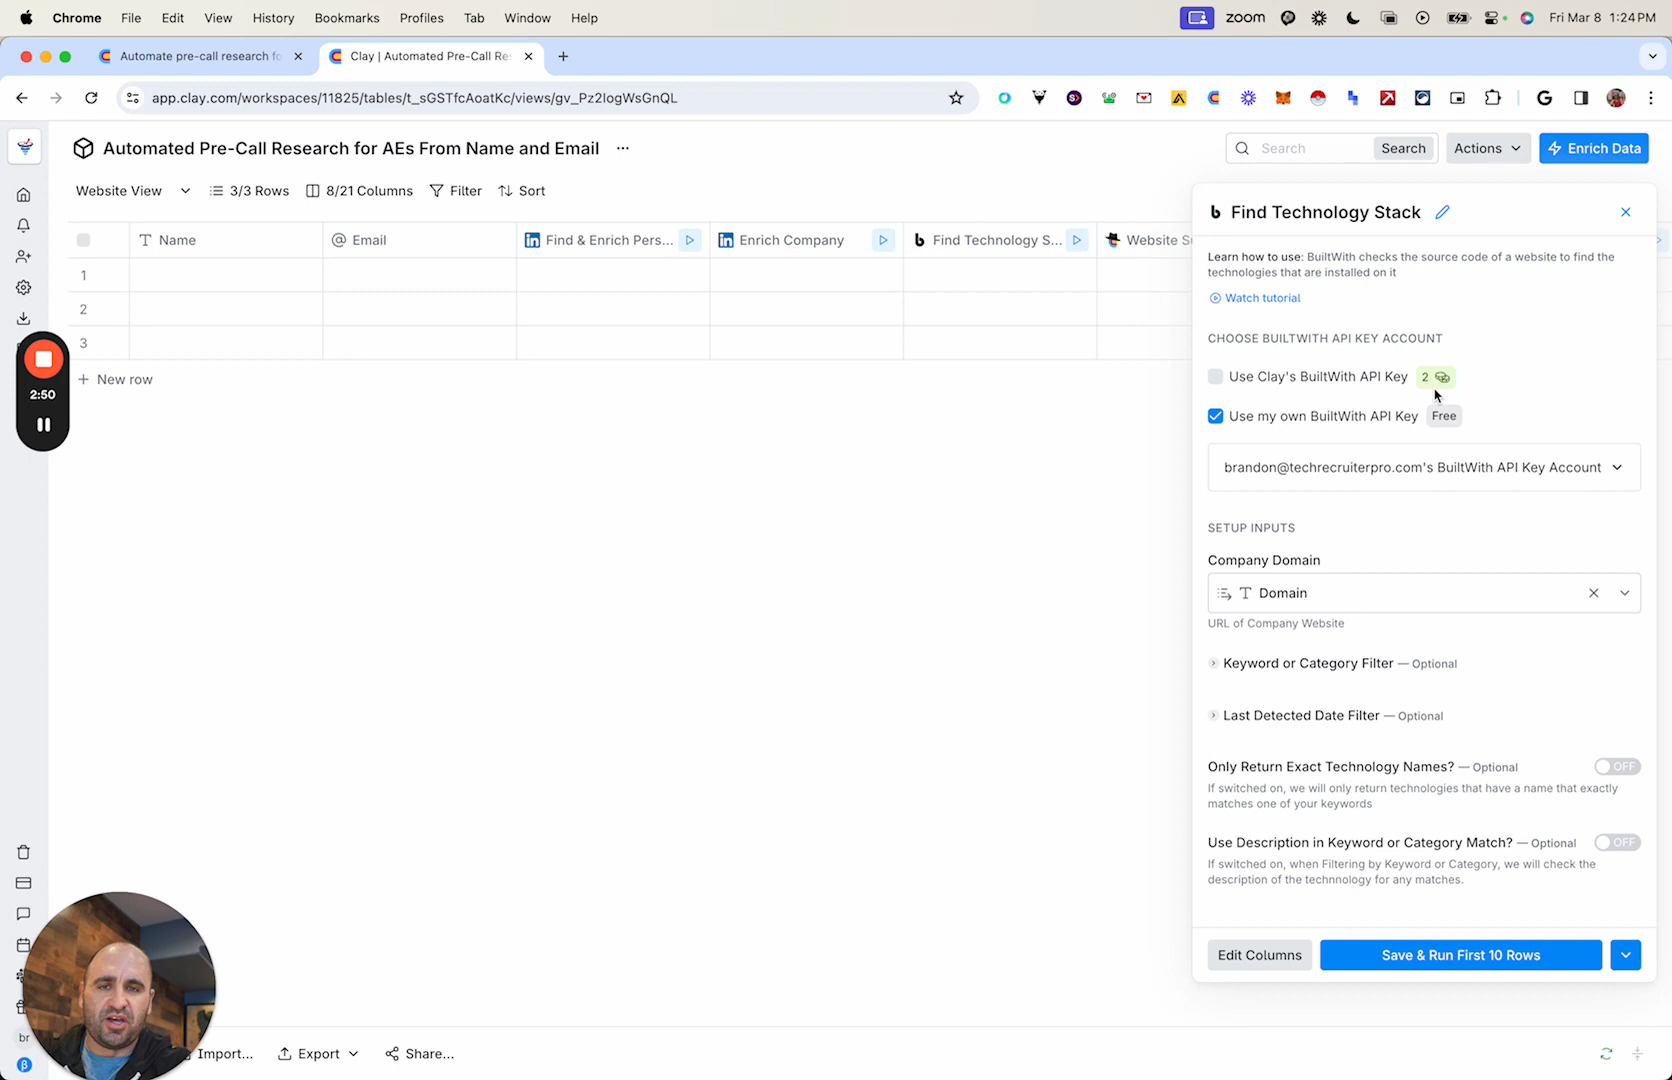 Chrome File Edit View History Bookmarks Profiles Tab Window Help zoom Fri Mar 8 1:24 PM
Automate pre-call research fo
Clay | Automated Pre-Call Res
app.clay.com/workspaces/11825/tables/t_sGSTfcAoatKc/views/gv_Pz2logWsGnQL
Automated Pre-Call Research for AEs From Name and Email ...
Search Search Actions Enrich Data
Website View 3/3 Rows 8/21 Columns Filter Sort
Name Email Find & Enrich Pers... Enrich Company Find Technology S... Website Su
1
2
3
+ New row
2:50
Find Technology Stack
Learn how to use: BuiltWith checks the source code of a website to find the
technologies that are installed on it
Watch tutorial
CHOOSE BUILTWITH API KEY ACCOUNT
Use Clay's BuiltWith API Key 2
Use my own BuiltWith API Key Free
brandon@techrecruiterpro.com's BuiltWith API Key Account
SETUP INPUTS
Company Domain
Domain
URL of Company Website
Keyword or Category Filter — Optional
Last Detected Date Filter — Optional
Only Return Exact Technology Names? — Optional OFF
If switched on, we will only return technologies that have a name that exactly
matches one of your keywords
Use Description in Keyword or Category Match? — Optional OFF
If switched on, when Filtering by Keyword or Category, we will check the
description of the technnology for any matches.
Edit Columns Save & Run First 10 Rows
br
β
Import... Export Share...